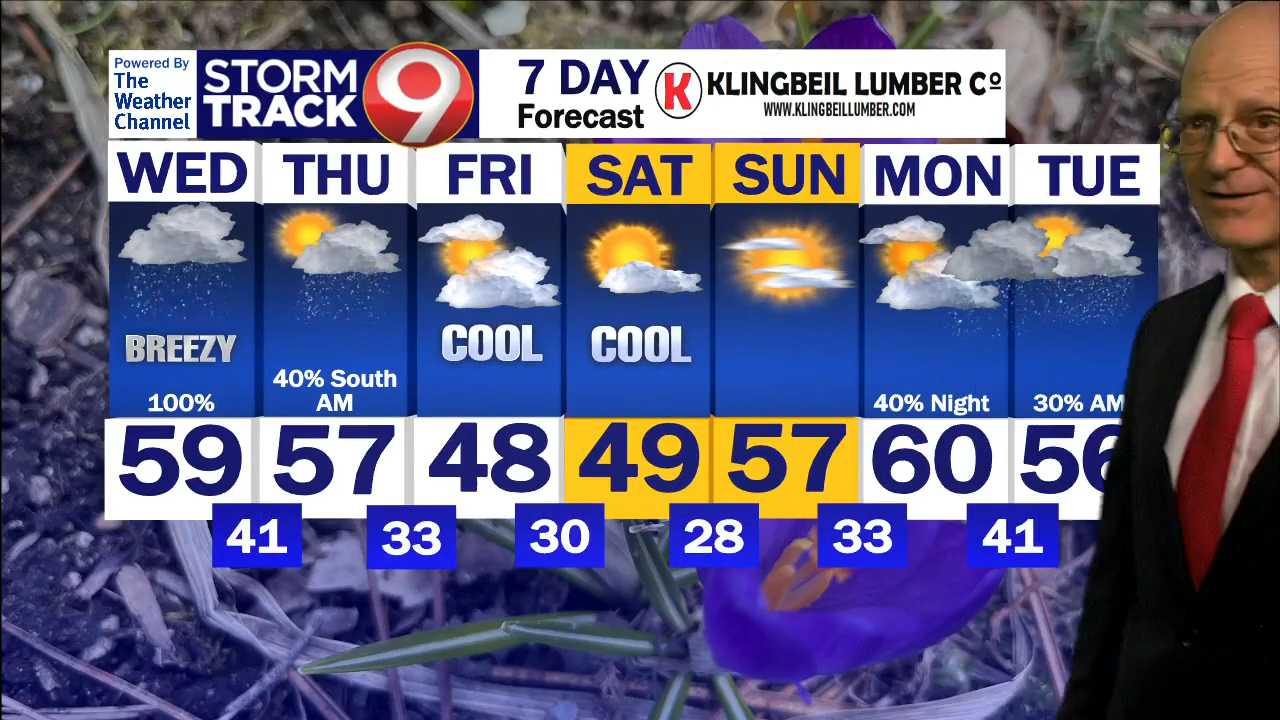 Powered By
The
Weather
Channel
STORM
TRACK
9
7 DAY
Forecast
K
KLINGBEIL LUMBER Cº
WWW.KLINGBEILLUMBER.COM
WED THU FRI SAT SUN MON TUE
BREEZY
COOL
COOL
100%
40% South
AM
40% Night
30% AM
59 57 48 49 57 60 56
41 33 30 28 33 41